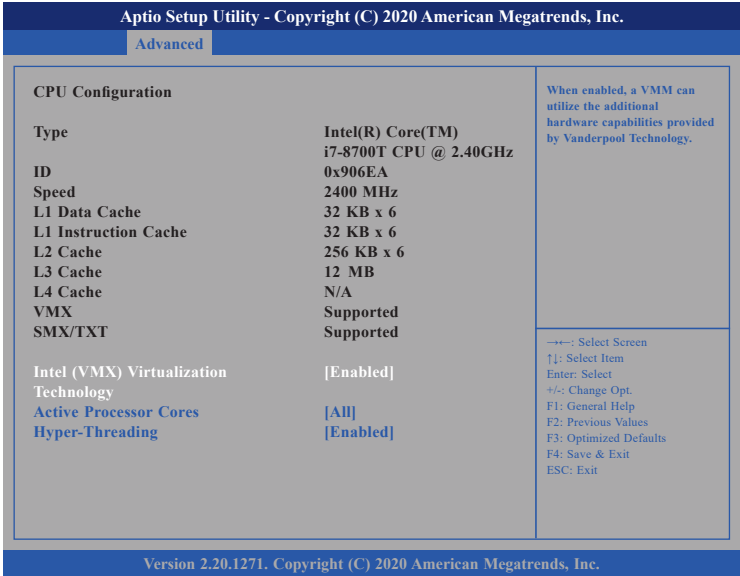 Aptio Setup Utility - Copyright (C) 2020 American Megatrends, Inc.
Advanced
CPU Configuration
Type Intel(R) Core(TM)
i7-8700T CPU @ 2.40GHz
ID 0x906EA
Speed 2400 MHz
L1 Data Cache 32 KB x 6
L1 Instruction Cache 32 KB x 6
L2 Cache 256 KB x 6
L3 Cache 12 MB
L4 Cache N/A
VMX Supported
SMX/TXT Supported
Intel (VMX) Virtualization [Enabled]
Technology
Active Processor Cores [All]
Hyper-Threading [Enabled]
When enabled, a VMM can
utilize the additional
hardware capabilities provided
by Vanderpool Technology.
→←: Select Screen
↑↓: Select Item
Enter: Select
+/-: Change Opt.
F1: General Help
F2: Previous Values
F3: Optimized Defaults
F4: Save & Exit
ESC: Exit
Version 2.20.1271. Copyright (C) 2020 American Megatrends, Inc.